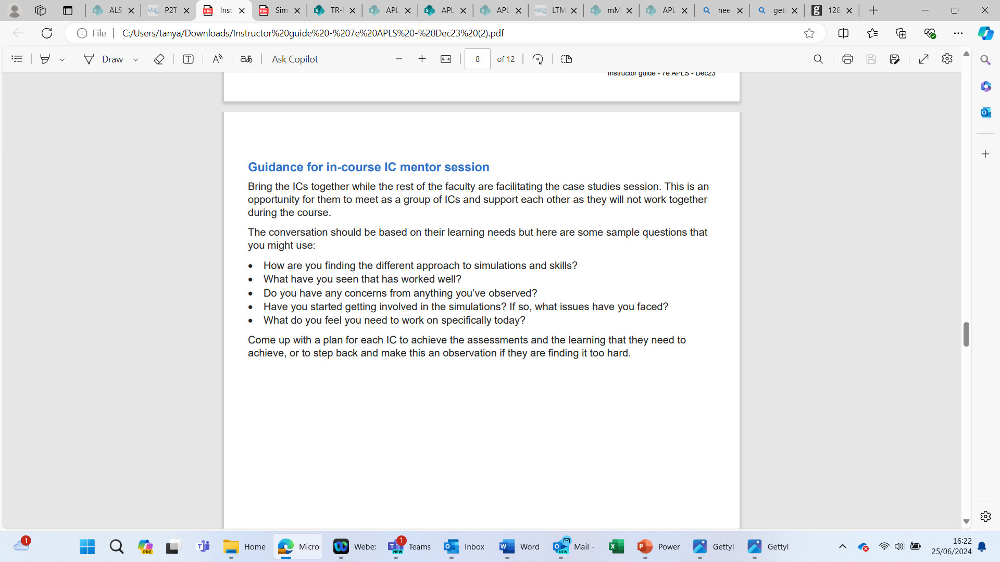 ALS
P2T
Inst
Sim
TR-
APL
APL
APL
LTM
mM
APL
nee
get
128
File
C:/Users/tanya/Downloads/Instructor%20guide%20-%207e%20APLS%20-%20Dec23%20(2).pdf
Draw
Ask Copilot
8
of 12
Instructor guide - 7e APLS - Dec23
Guidance for in-course IC mentor session
Bring the ICs together while the rest of the faculty are facilitating the case studies session. This is an
opportunity for them to meet as a group of ICs and support each other as they will not work together
during the course.
The conversation should be based on their learning needs but here are some sample questions that
you might use:
• How are you finding the different approach to simulations and skills?
• What have you seen that has worked well?
• Do you have any concerns from anything you’ve observed?
• Have you started getting involved in the simulations? If so, what issues have you faced?
• What do you feel you need to work on specifically today?
Come up with a plan for each IC to achieve the assessments and the learning that they need to
achieve, or to step back and make this an observation if they are finding it too hard.
1
PRE
Home
Micros
Webex
1
NEW
Teams
Inbox
Word
NEW
Mail -
Power
GettyI
GettyI
16:22
25/06/2024